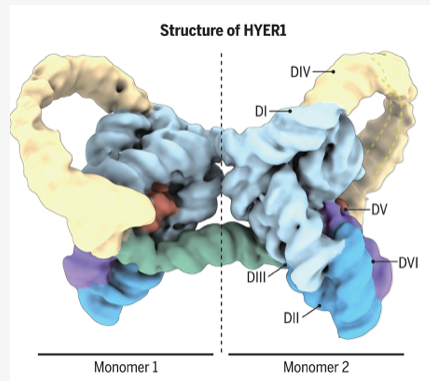 Structure of HYER1
DIV
DI
DV
DVI
DIII
DII
Monomer 1
Monomer 2